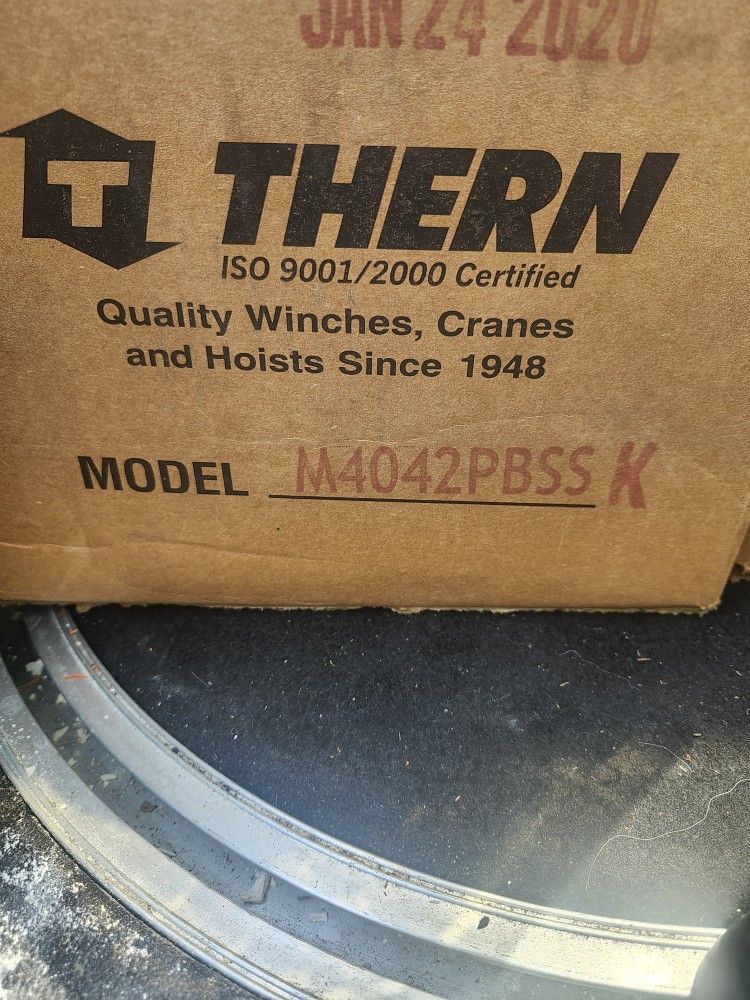 JAN 24 2020
T THERN
ISO 9001/2000 Certified
Quality Winches, Cranes
and Hoists Since 1948
MODEL M4042PBSS K